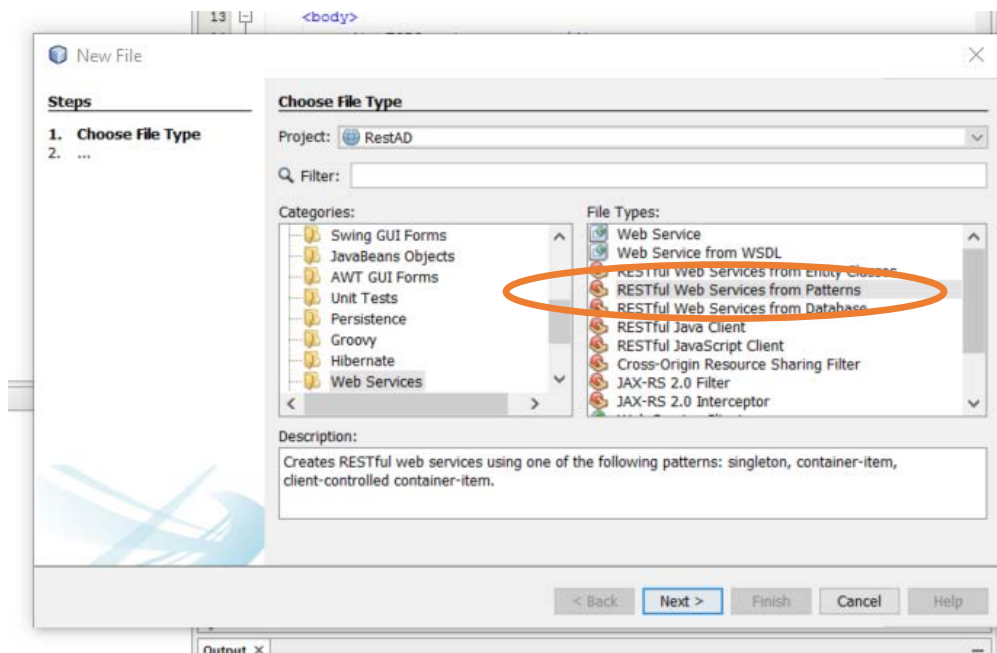 13
<body>
New File
Steps
1. Choose File Type
2. ...
Choose File Type
Project: RestAD
Filter:
Categories:
Swing GUI Forms
JavaBeans Objects
AWT GUI Forms
Unit Tests
Persistence
Groovy
Hibernate
Web Services
File Types:
Web Service
Web Service from WSDL
RESTful Web Services from Entity Classes
RESTful Web Services from Patterns
RESTful Web Services from Database
RESTful Java Client
RESTful JavaScript Client
Cross-Origin Resource Sharing Filter
JAX-RS 2.0 Filter
JAX-RS 2.0 Interceptor
Description:
Creates RESTful web services using one of the following patterns: singleton, container-item,
client-controlled container-item.
< Back
Next >
Finish
Cancel
Help
Output